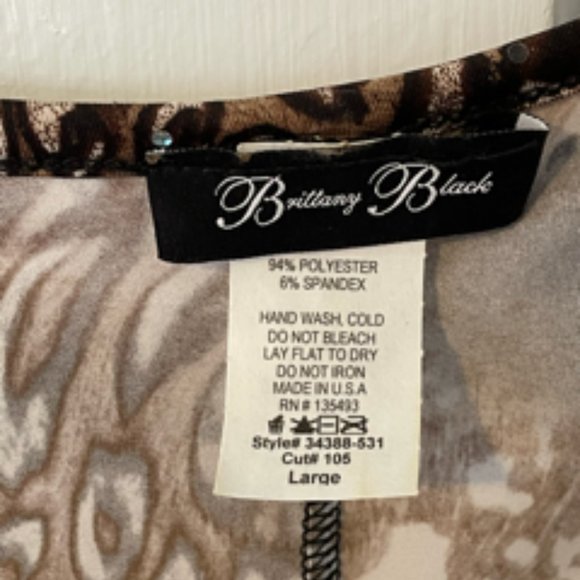 Brittany Black
94% POLYESTER
6% SPANDEX
HAND WASH, COLD
DO NOT BLEACH
LAY FLAT TO DRY
DO NOT IRON
MADE IN U.S.A
RN # 135493
Style# 34388-531
Cut# 105
Large